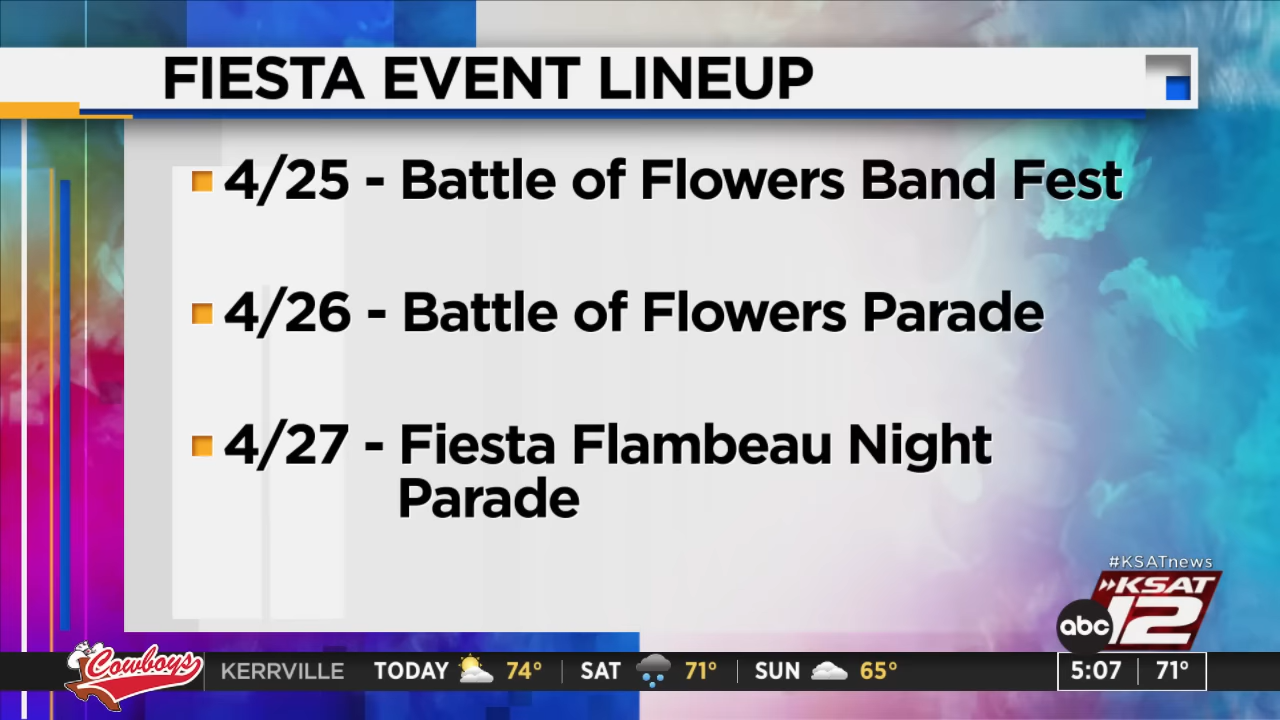 FIESTA EVENT LINEUP
4/25 - Battle of Flowers Band Fest
4/26 - Battle of Flowers Parade
4/27 - Fiesta Flambeau Night
Parade
#KSATnews
KSAT
abc 12
Cowboys KERRVILLE TODAY 74° SAT 71° SUN 65° 5:07 71°